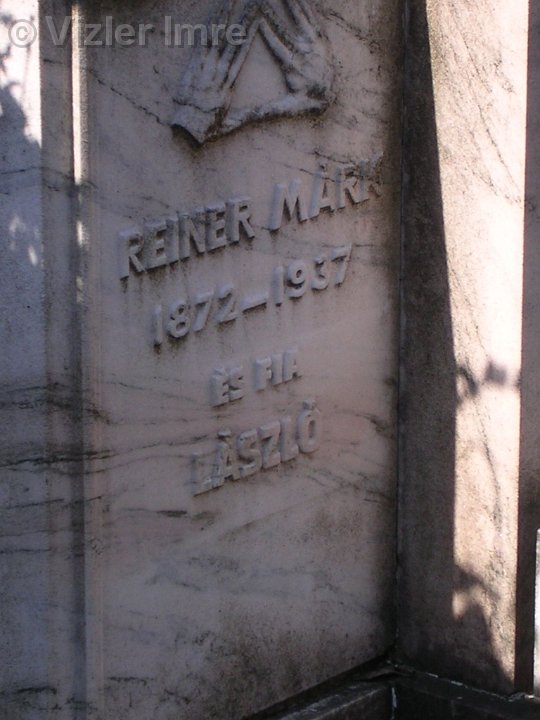 © Vizler Imre
REINER MÁRK
1872–1937
ÉS FIA
LÁSZLÓ